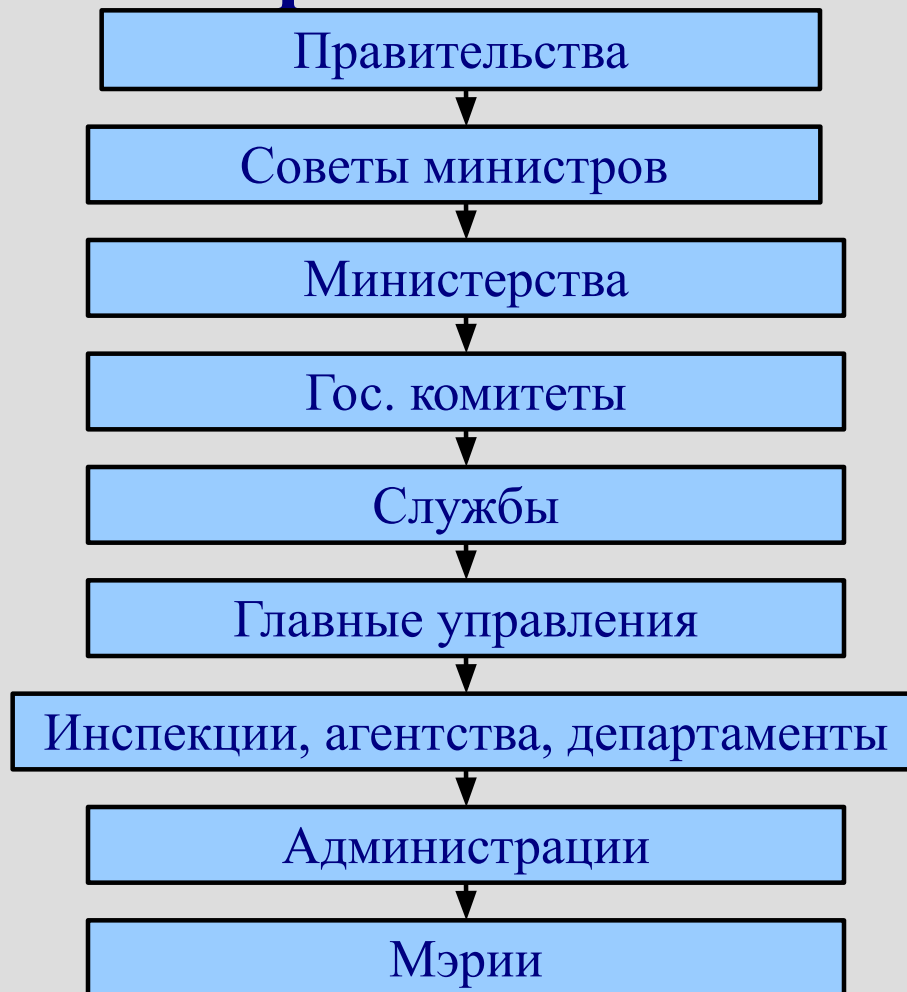 Правительства
Советы министров
Министерства
Гос. комитеты
Службы
Главные управления
Инспекции, агентства, департаменты
Администрации
Мэрии